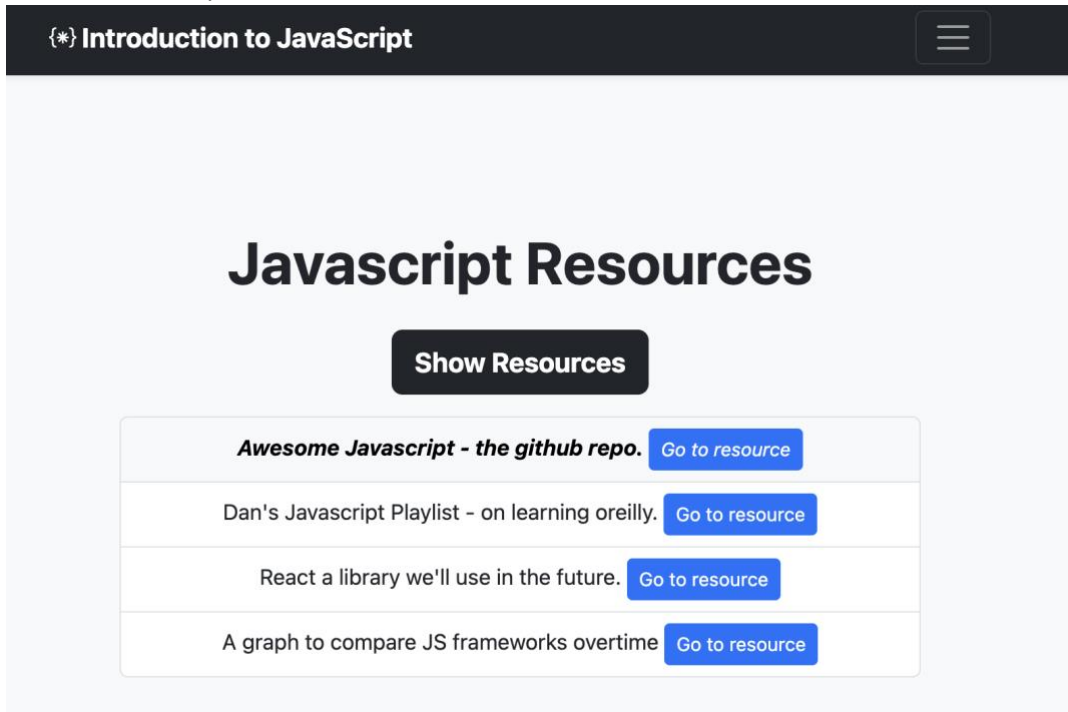 {*} Introduction to JavaScript
Javascript Resources
Show Resources
Awesome Javascript - the github repo. Go to resource
Dan's Javascript Playlist - on learning oreilly. Go to resource
React a library we'll use in the future. Go to resource
A graph to compare JS frameworks overtime Go to resource